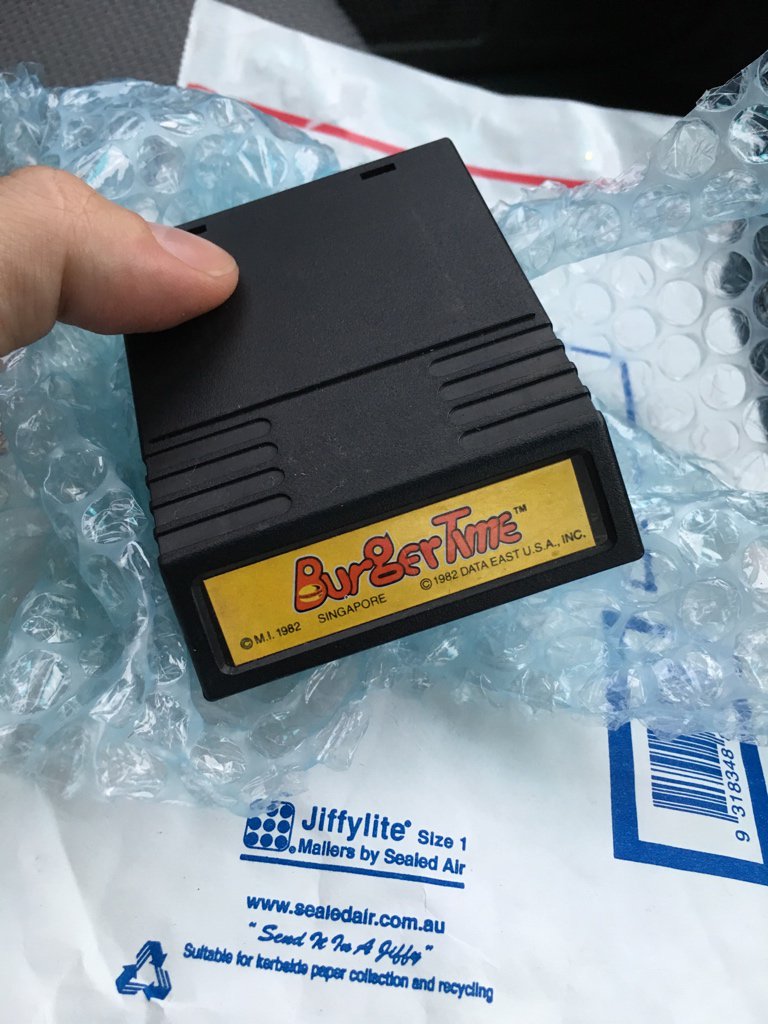 BurgerTime™
©M.I. 1982 SINGAPORE ©1982 DATA EAST U.S.A., INC.
Jiffylite® Size 1
Mailers by Sealed Air
www.sealedair.com.au
"Send It In A Jiffy"
Suitable for kerbside paper collection and recycling
9 318348